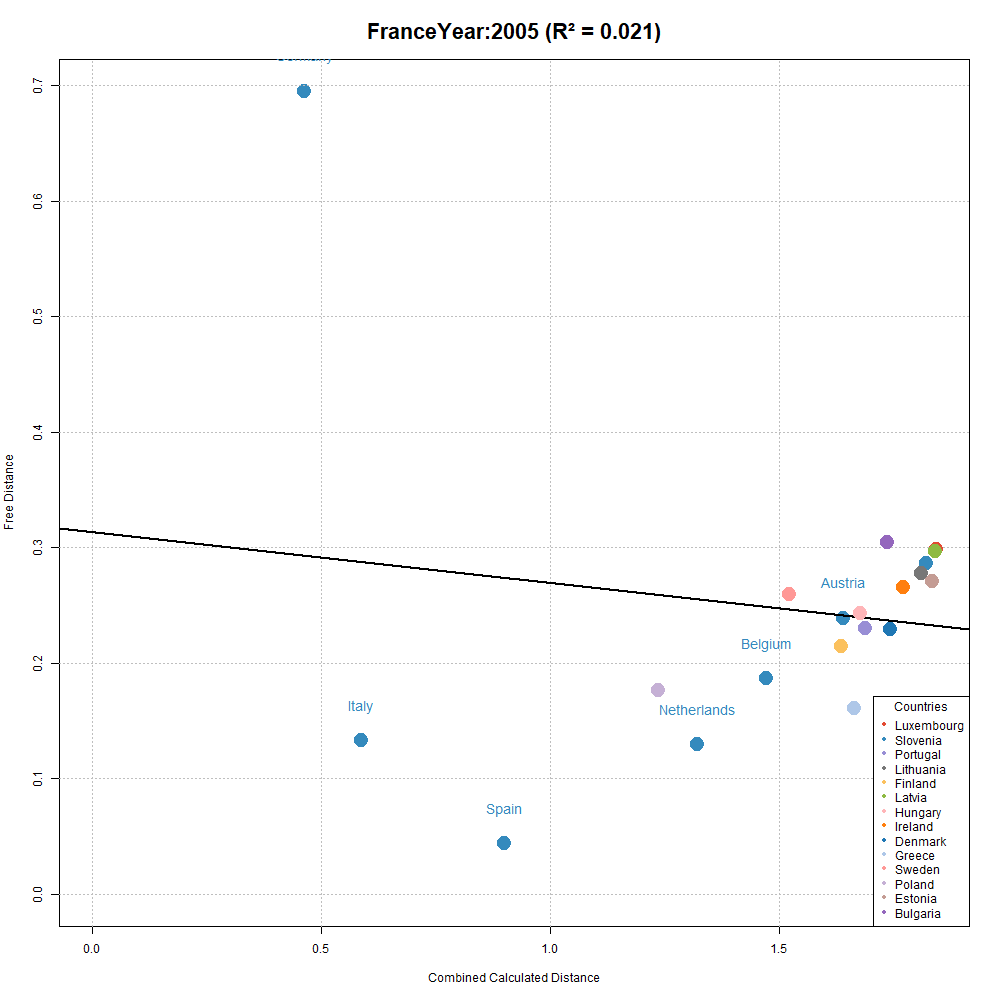 FranceYear:2005 (R² = 0.021)
0.7
0.6
0.5
0.4
0.3
0.2
0.1
0.0
Free Distance
Austria
Belgium
Italy
Netherlands
Spain
Countries
Luxembourg
Slovenia
Portugal
Lithuania
Finland
Latvia
Hungary
Ireland
Denmark
Greece
Sweden
Poland
Estonia
Bulgaria
0.0 0.5 1.0 1.5
Combined Calculated Distance